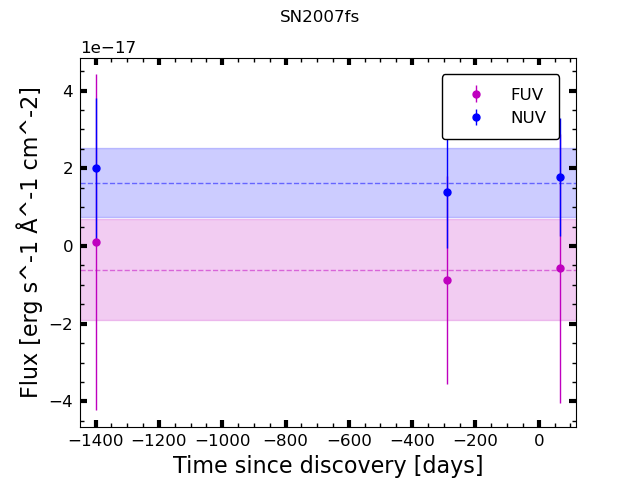 SN2007fs
1e−17
FUV
NUV
4
2
0
−2
−4
Flux [erg s^-1 Å^-1 cm^-2]
−1400 −1200 −1000 −800 −600 −400 −200 0
Time since discovery [days]